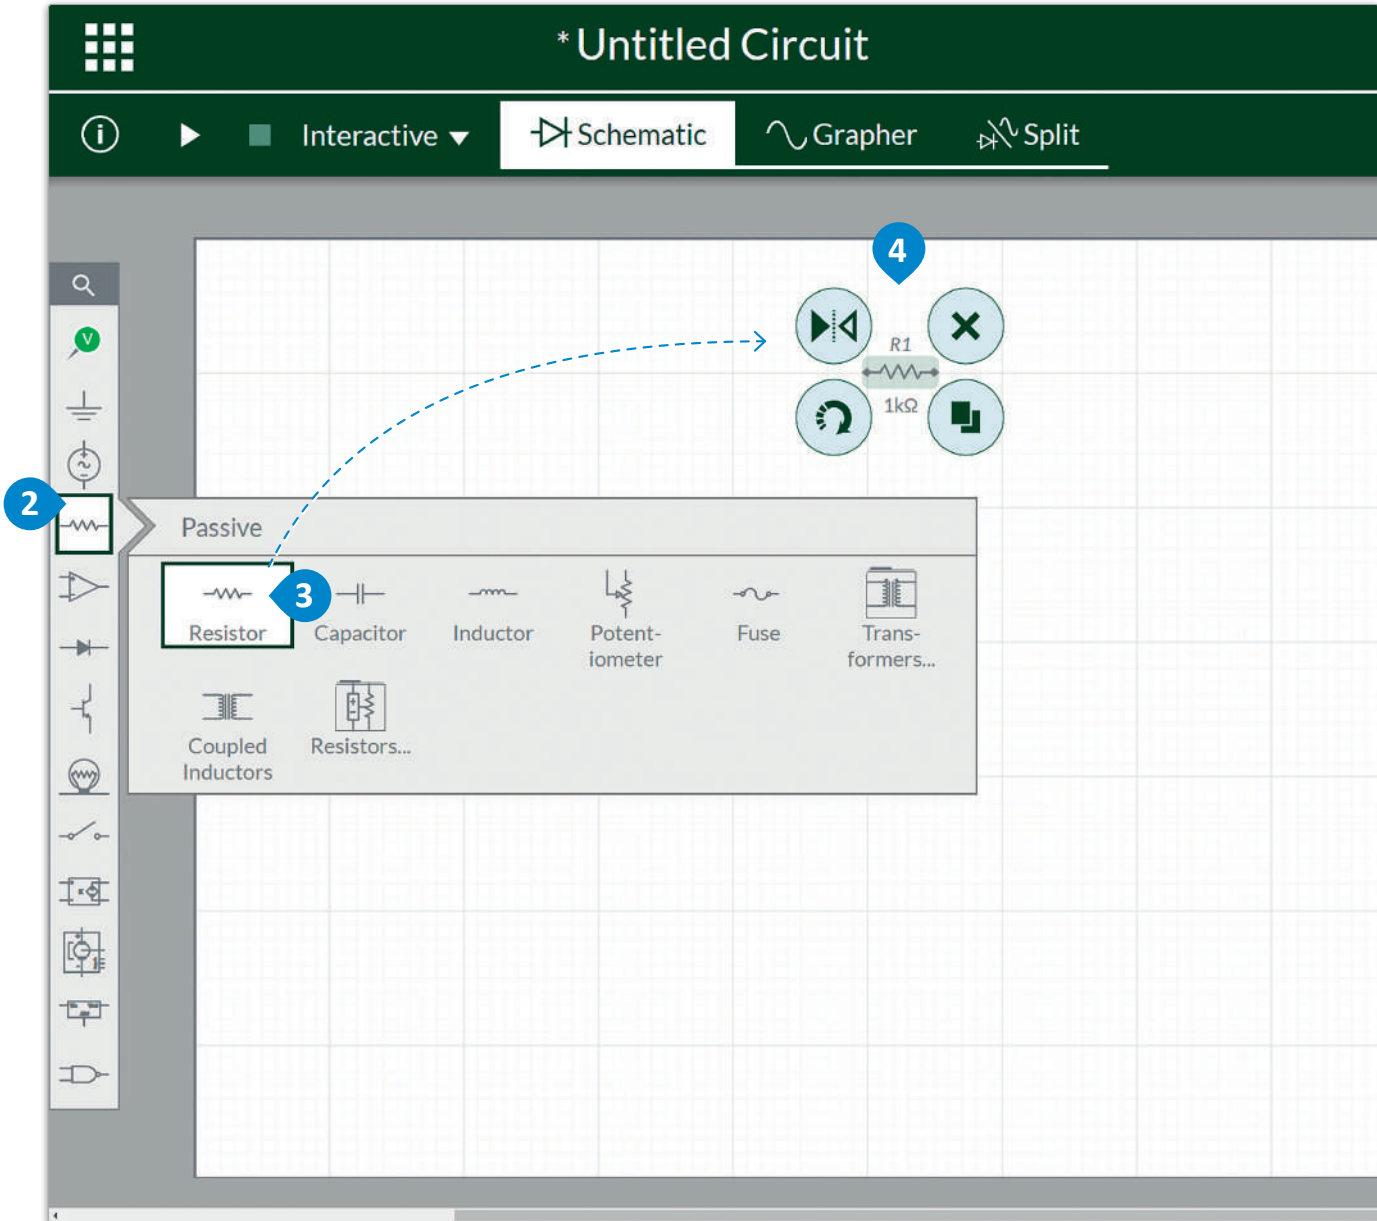 * Untitled Circuit
i
Interactive
Schematic
Grapher
Split
4
V
R1
1kΩ
2
Passive
3
Resistor
Capacitor
Inductor
Potent-
iometer
Fuse
Trans-
formers...
Coupled
Inductors
Resistors...
K